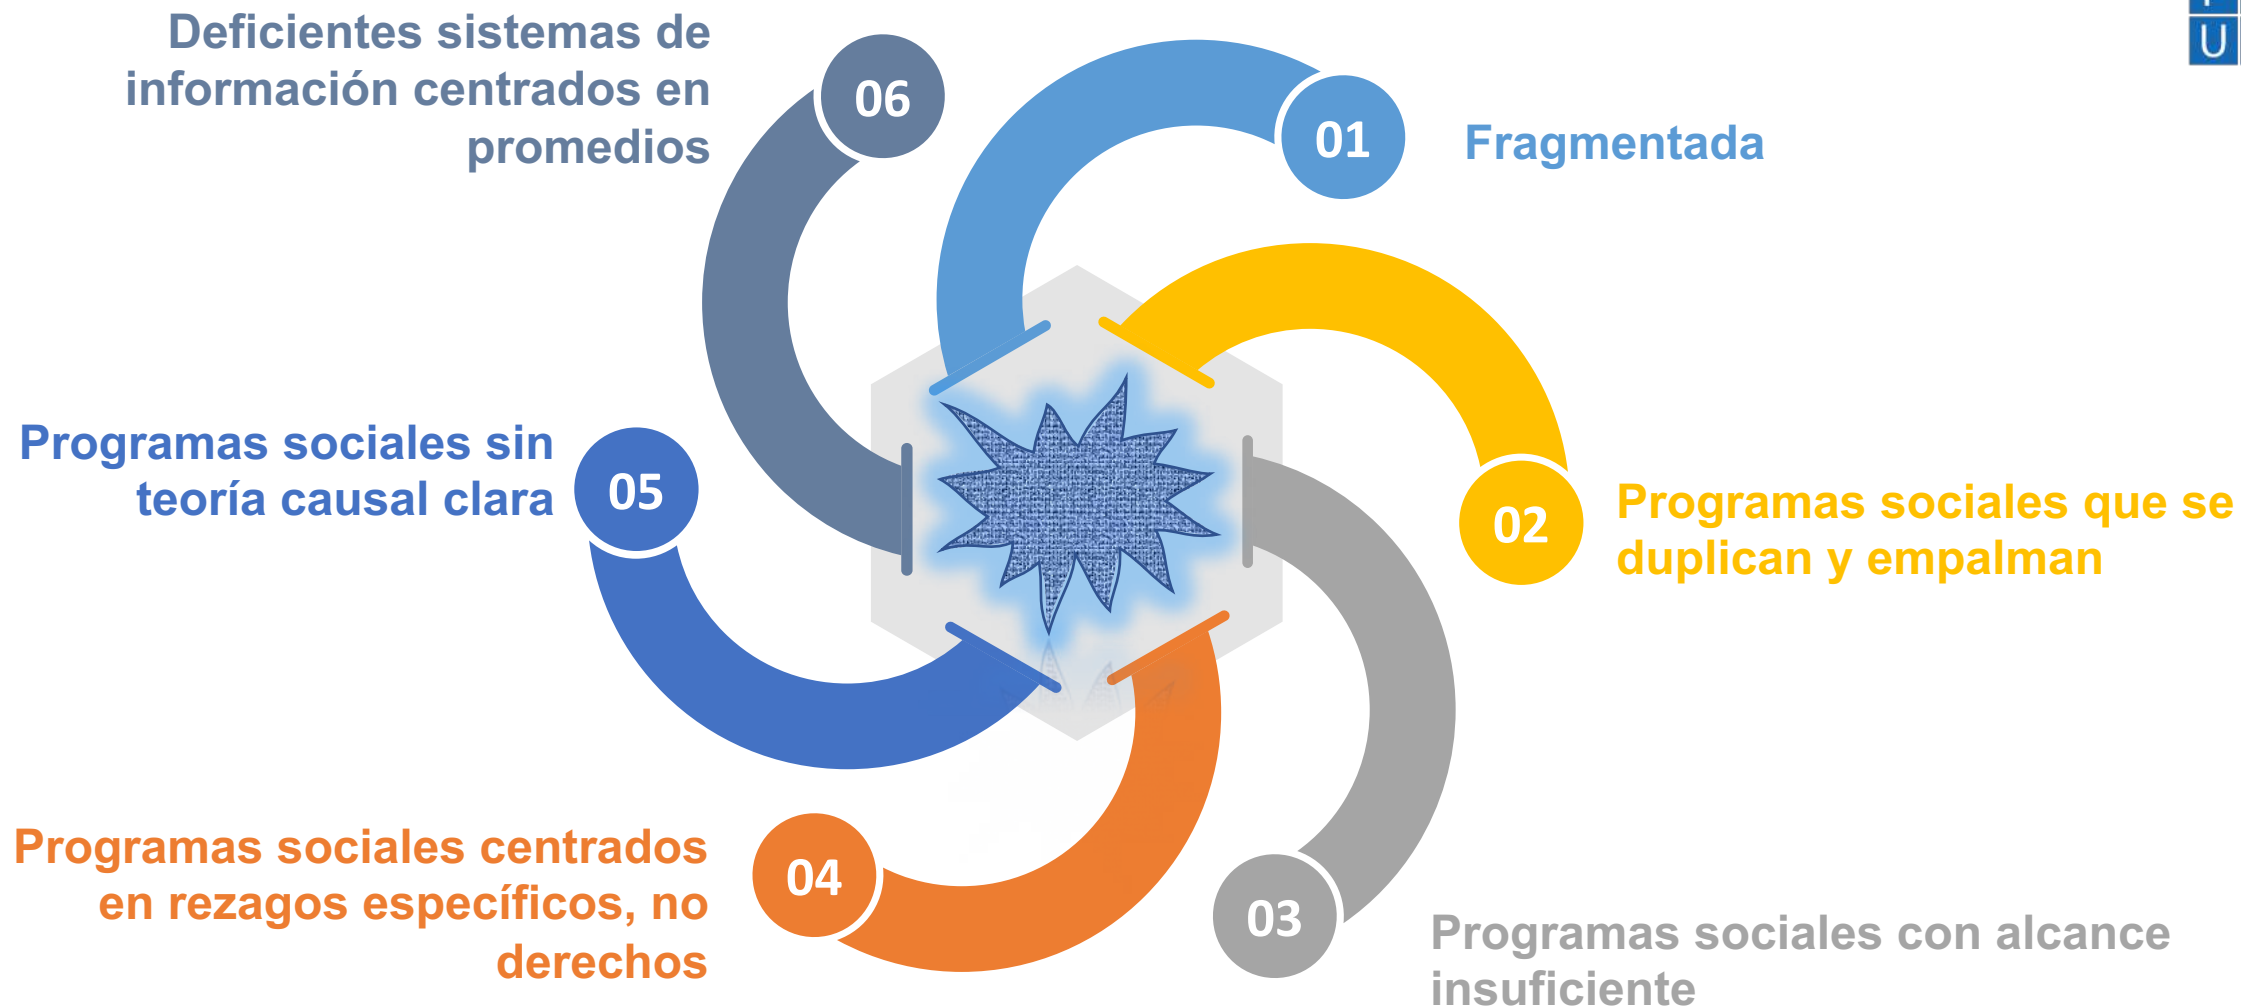 01
Fragmentada
02
Programas sociales que se
duplican y empalman
03
Programas sociales con alcance
insuficiente
04
Programas sociales centrados
en rezagos específicos, no
derechos
05
Programas sociales sin
teoría causal clara
06
Deficientes sistemas de
información centrados en
promedios
U